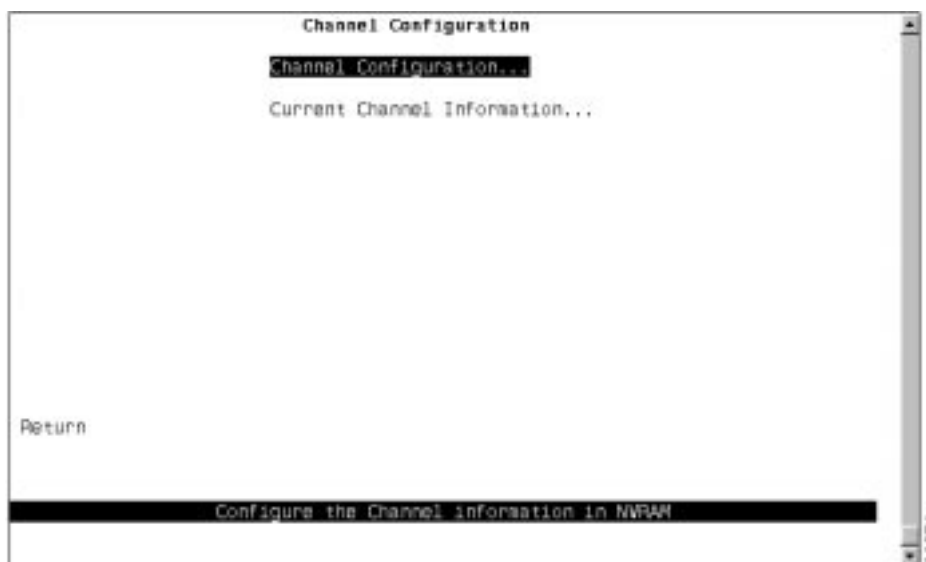 Channel Configuration
Channel Configuration...
Current Channel Information...
Return
Configure the Channel information in NVRAM